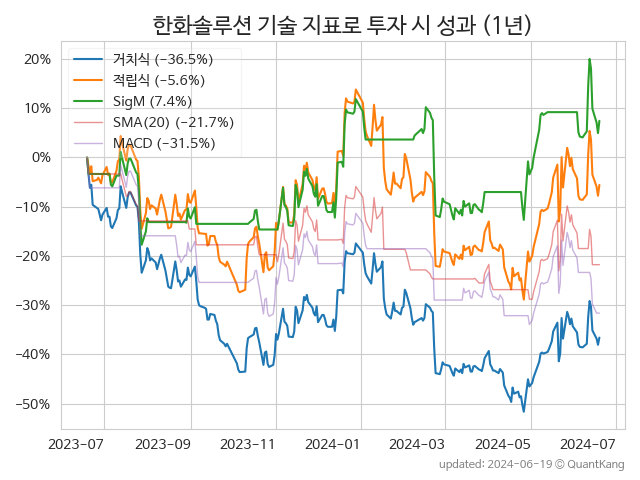 한화솔루션 기술 지표로 투자 시 성과 (1년)
20%
10%
0%
−10%
−20%
−30%
−40%
−50%
거치식 (−36.5%)
적립식 (−5.6%)
SigM (7.4%)
SMA(20) (−21.7%)
MACD (−31.5%)
2023-07
2023-09
2023-11
2024-01
2024-03
2024-05
2024-07
updated: 2024-06-19 ⓒ QuantKang